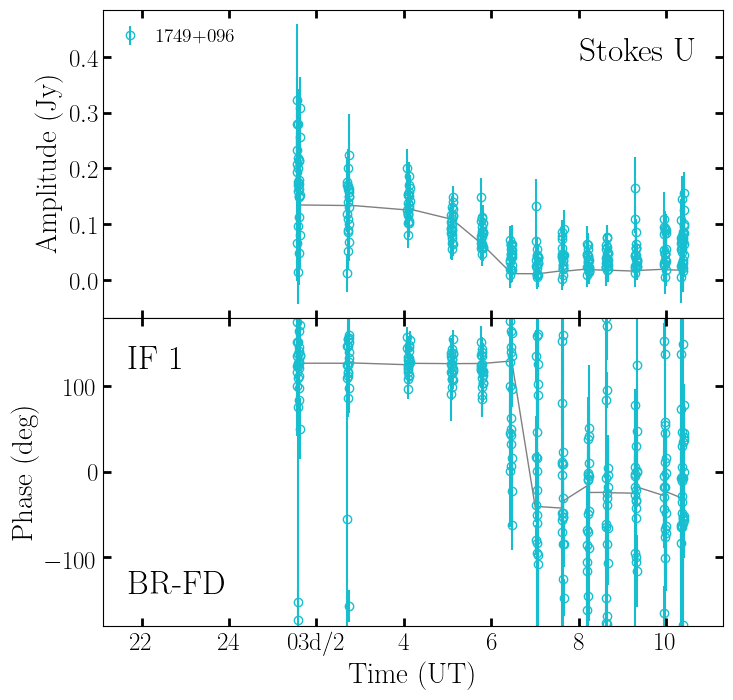 1749+096
Stokes U
0.4
0.3
0.2
0.1
0.0
Amplitude (Jy)
IF 1
100
0
−100
Phase (deg)
BR-FD
22 24 03d/2 4 6 8 10
Time (UT)